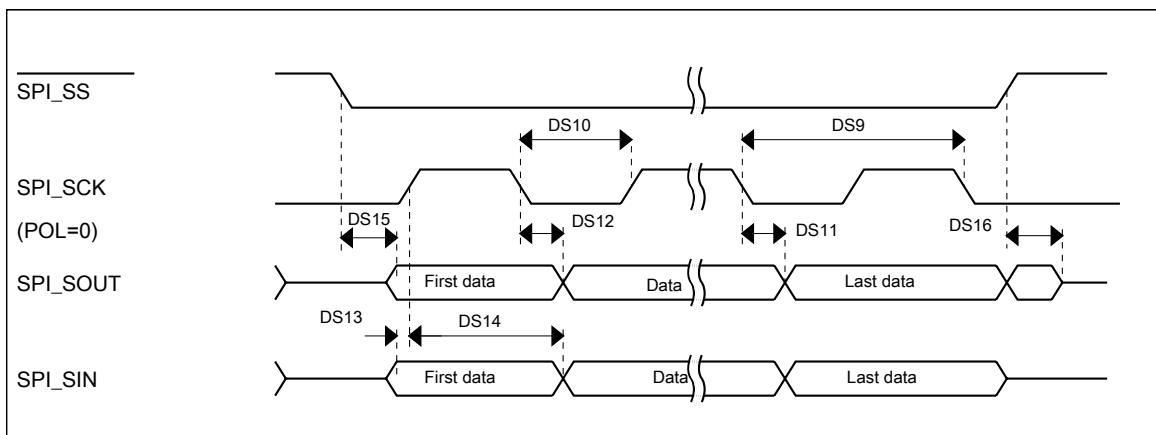 SPI_SS
DS10
DS9
SPI_SCK
DS15
DS12
DS11
DS16
(POL=0)
SPI_SOUT
First data
Data
Last data
DS13
DS14
SPI_SIN
First data
Data
Last data